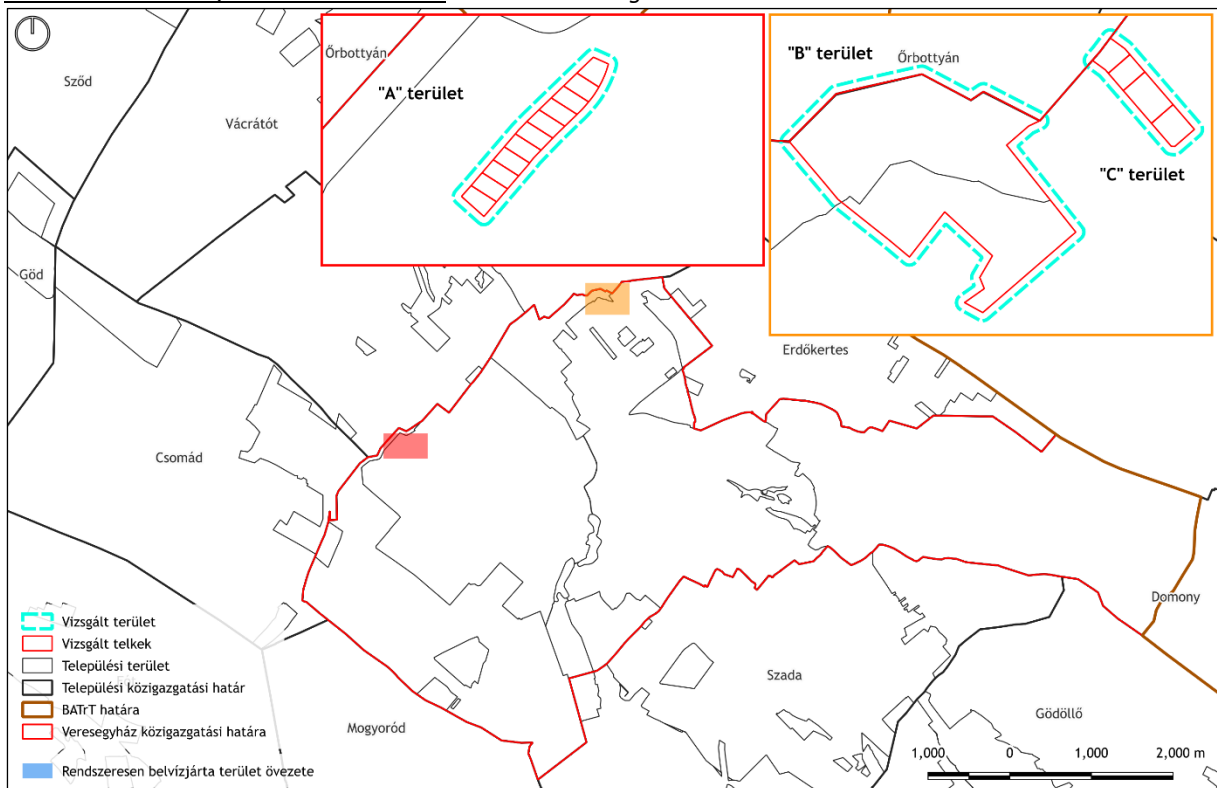 Őrbottyán
"A" terület
"B" terület
Őrbottyán
"C" terület
Sződ
Vácrátót
Göd
Erdőkertes
Csomád
Domony
Szada
Gödöllő
Mogyoród
Vizsgált terület
Vizsgált telkek
Települési terület
Települési közigazgatási határ
BATrT határa
Veresegyház közigazgatási határa
Rendszeresen belvízjárta terület övezete
1,000 0 1,000 2,000 m